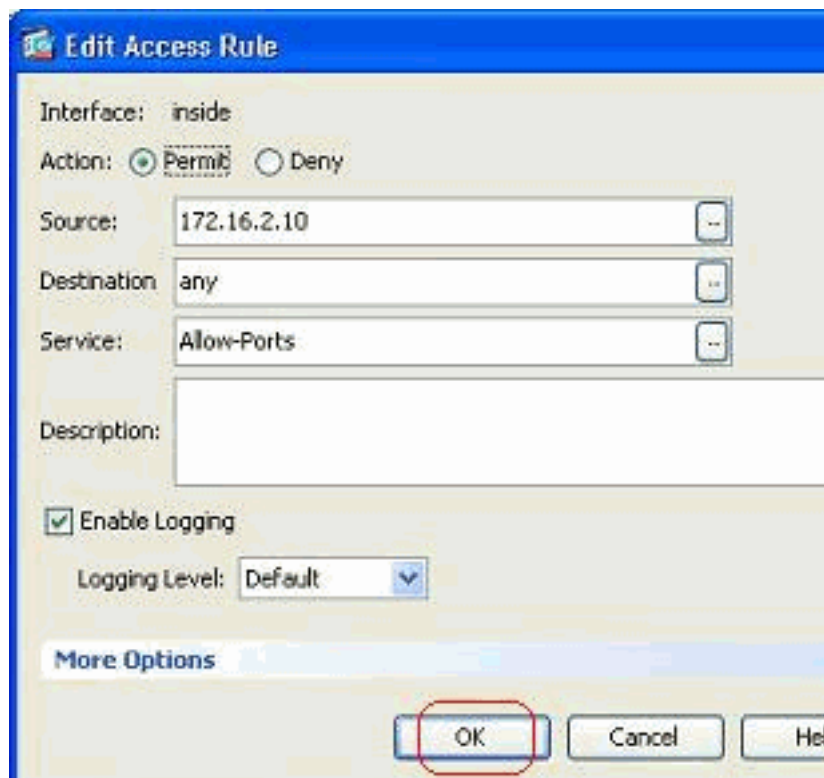 Edit Access Rule
Interface: inside
Action: Permit Deny
Source: 172.16.2.10 ...
Destination any ...
Service: Allow-Ports ...
Description:
Enable Logging
Logging Level: Default
More Options
OK Cancel